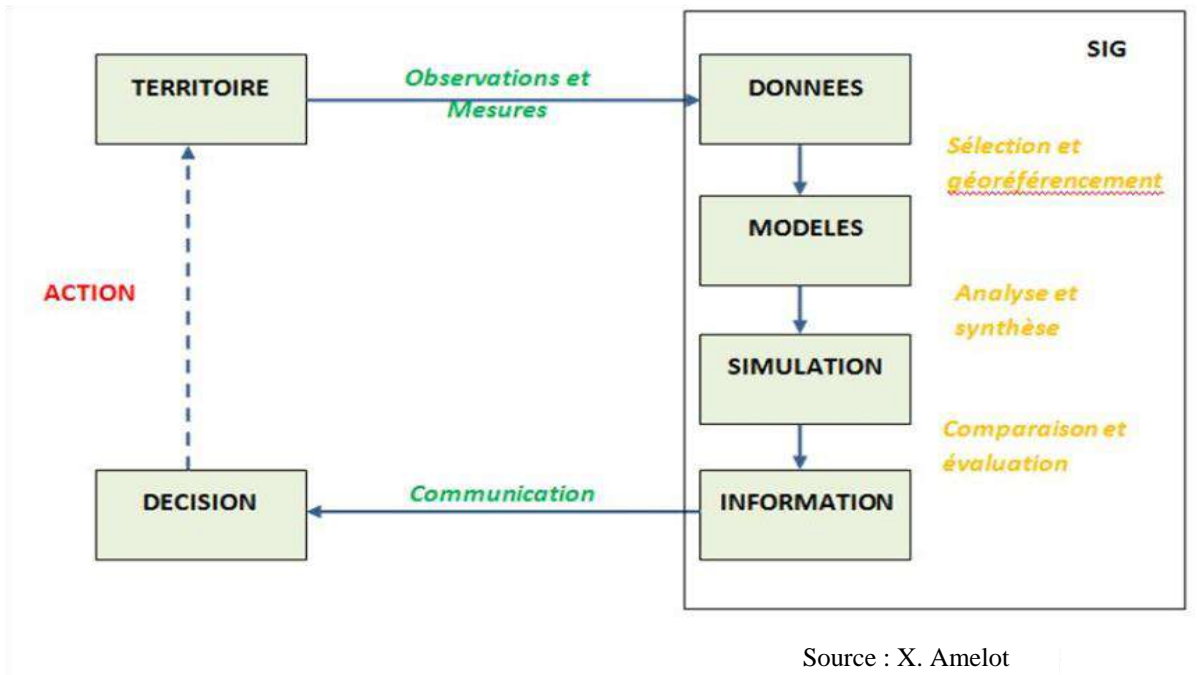 SIG
TERRITOIRE
Observations et
Mesures
DONNEES
Sélection et
géoréférencement
MODELES
ACTION
Analyse et
synthèse
SIMULATION
Comparaison et
évaluation
DECISION
Communication
INFORMATION
Source : X. Amelot